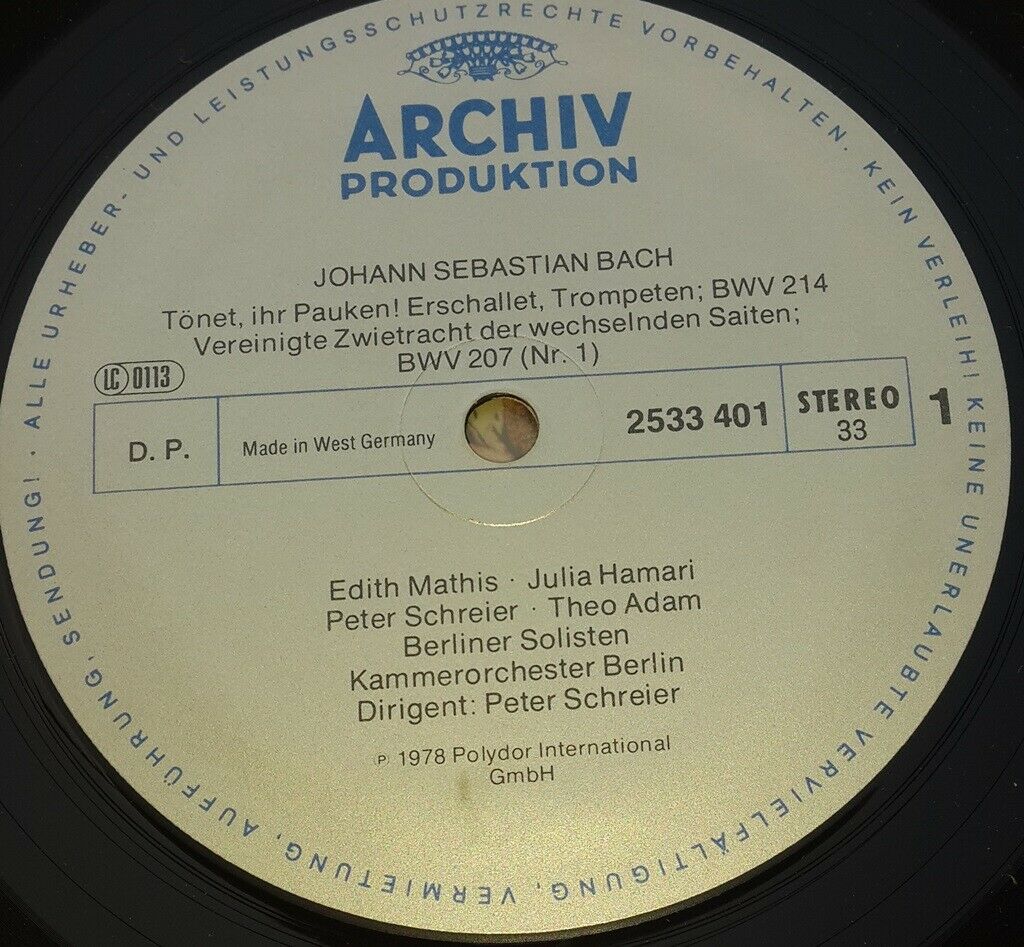 ALLE URHEBER- UND LEISTUNGSSCHUTZRECHTE VORBEHALTEN. KEIN VERLEIH! KEINE UNERLAUBTE VERVIELFÄLTIGUNG, VERMIETUNG, AUFFÜHRUNG, SENDUNG! ·
ARCHIV
PRODUKTION
JOHANN SEBASTIAN BACH
Tönet, ihr Pauken! Erschallet, Trompeten; BWV 214
Vereinigte Zwietracht der wechselnden Saiten;
BWV 207 (Nr. 1)
LC 0113
D. P.
Made in West Germany
2533 401
STEREO
33
1
Edith Mathis · Julia Hamari
Peter Schreier · Theo Adam
Berliner Solisten
Kammerorchester Berlin
Dirigent: Peter Schreier
℗ 1978 Polydor International
GmbH